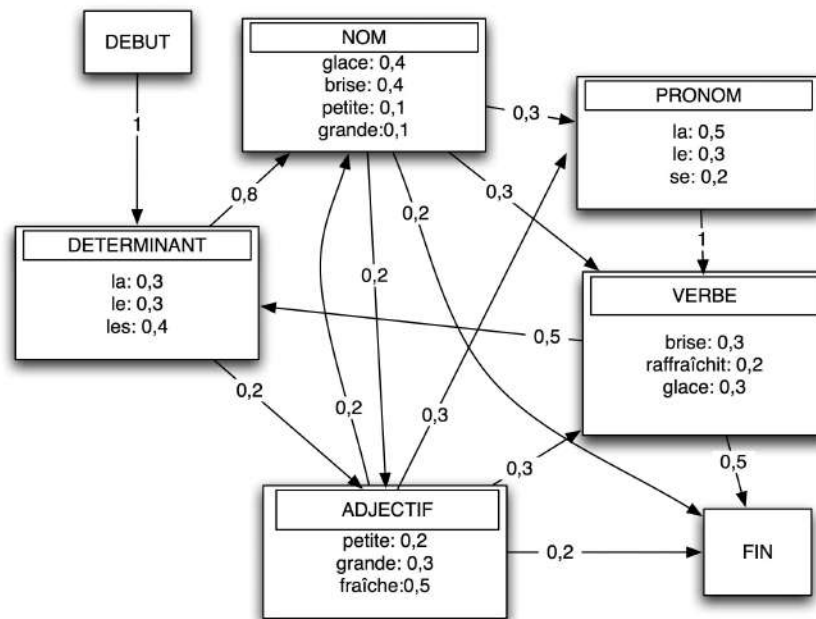 DEBUT
1
NOM
glace: 0,4
brise: 0,4
petite: 0,1
grande:0,1
0,3
PRONOM
la: 0,5
le: 0,3
se: 0,2
0,8
0,3
0,2
1
DETERMINANT
la: 0,3
le: 0,3
les: 0,4
0,2
VERBE
brise: 0,3
raffraîchit: 0,2
glace: 0,3
0,5
0,2
0,2
0,3
0,3
0,5
ADJECTIF
petite: 0,2
grande: 0,3
fraîche:0,5
0,2
FIN